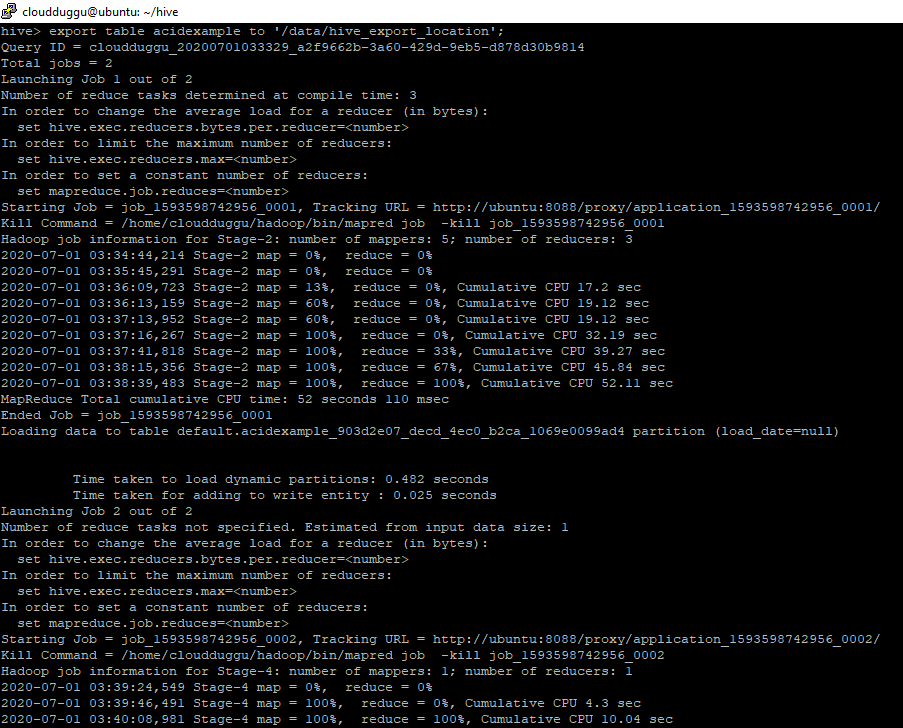 cloudduggu@ubuntu: ~/hive
hive> export table acidexample to '/data/hive_export_location';
Query ID = cloudduggu_20200701033329_a2f9662b-3a60-429d-9eb5-d878d30b9814
Total jobs = 2
Launching Job 1 out of 2
Number of reduce tasks determined at compile time: 3
In order to change the average load for a reducer (in bytes):
  set hive.exec.reducers.bytes.per.reducer=<number>
In order to limit the maximum number of reducers:
  set hive.exec.reducers.max=<number>
In order to set a constant number of reducers:
  set mapreduce.job.reduces=<number>
Starting Job = job_1593598742956_0001, Tracking URL = http://ubuntu:8088/proxy/application_1593598742956_0001/
Kill Command = /home/cloudduggu/hadoop/bin/mapred job  -kill job_1593598742956_0001
Hadoop job information for Stage-2: number of mappers: 5; number of reducers: 3
2020-07-01 03:34:44,214 Stage-2 map = 0%,  reduce = 0%
2020-07-01 03:35:45,291 Stage-2 map = 0%,  reduce = 0%
2020-07-01 03:36:09,723 Stage-2 map = 13%,  reduce = 0%, Cumulative CPU 17.2 sec
2020-07-01 03:36:13,159 Stage-2 map = 60%,  reduce = 0%, Cumulative CPU 19.12 sec
2020-07-01 03:37:13,952 Stage-2 map = 60%,  reduce = 0%, Cumulative CPU 19.12 sec
2020-07-01 03:37:16,267 Stage-2 map = 100%,  reduce = 0%, Cumulative CPU 32.19 sec
2020-07-01 03:37:41,818 Stage-2 map = 100%,  reduce = 33%, Cumulative CPU 39.27 sec
2020-07-01 03:38:15,356 Stage-2 map = 100%,  reduce = 67%, Cumulative CPU 45.84 sec
2020-07-01 03:38:39,483 Stage-2 map = 100%,  reduce = 100%, Cumulative CPU 52.11 sec
MapReduce Total cumulative CPU time: 52 seconds 110 msec
Ended Job = job_1593598742956_0001
Loading data to table default.acidexample_903d2e07_decd_4ec0_b2ca_1069e0099ad4 partition (load_date=null)
Time taken to load dynamic partitions: 0.482 seconds
Time taken for adding to write entity : 0.025 seconds
Launching Job 2 out of 2
Number of reduce tasks not specified. Estimated from input data size: 1
In order to change the average load for a reducer (in bytes):
  set hive.exec.reducers.bytes.per.reducer=<number>
In order to limit the maximum number of reducers:
  set hive.exec.reducers.max=<number>
In order to set a constant number of reducers:
  set mapreduce.job.reduces=<number>
Starting Job = job_1593598742956_0002, Tracking URL = http://ubuntu:8088/proxy/application_1593598742956_0002/
Kill Command = /home/cloudduggu/hadoop/bin/mapred job  -kill job_1593598742956_0002
Hadoop job information for Stage-4: number of mappers: 1; number of reducers: 1
2020-07-01 03:39:24,549 Stage-4 map = 0%,  reduce = 0%
2020-07-01 03:39:46,491 Stage-4 map = 100%,  reduce = 0%, Cumulative CPU 4.3 sec
2020-07-01 03:40:08,981 Stage-4 map = 100%,  reduce = 100%, Cumulative CPU 10.04 sec